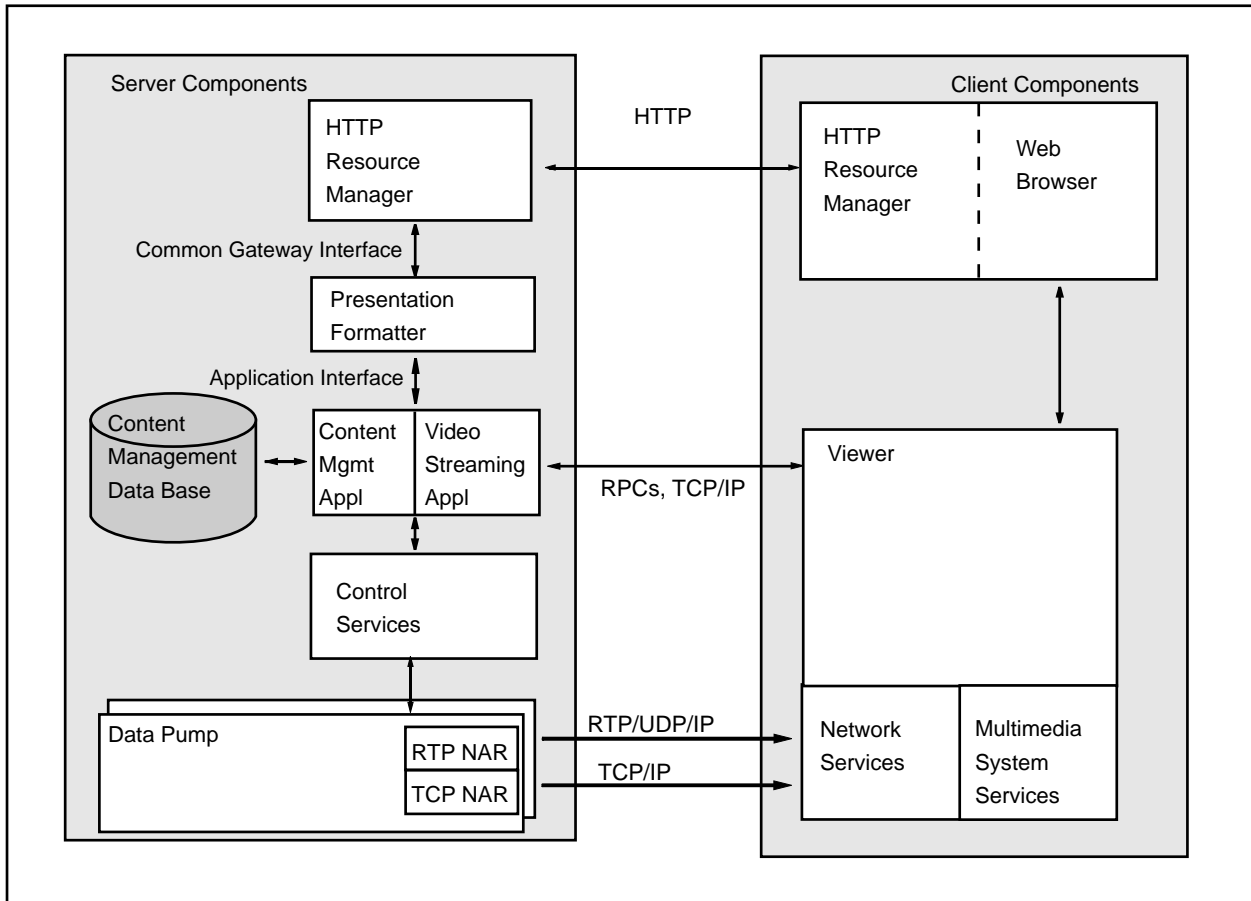 Server Components
Client Components
HTTP
HTTP
Resource
Manager
HTTP
Resource
Manager
Web
Browser
Common Gateway Interface
Presentation
Formatter
Application Interface
Content
Management
Data Base
Content
Mgmt
Appl
Video
Streaming
Appl
RPCs, TCP/IP
Viewer
Control
Services
Data Pump
RTP NAR
TCP NAR
RTP/UDP/IP
TCP/IP
Network
Services
Multimedia
System
Services